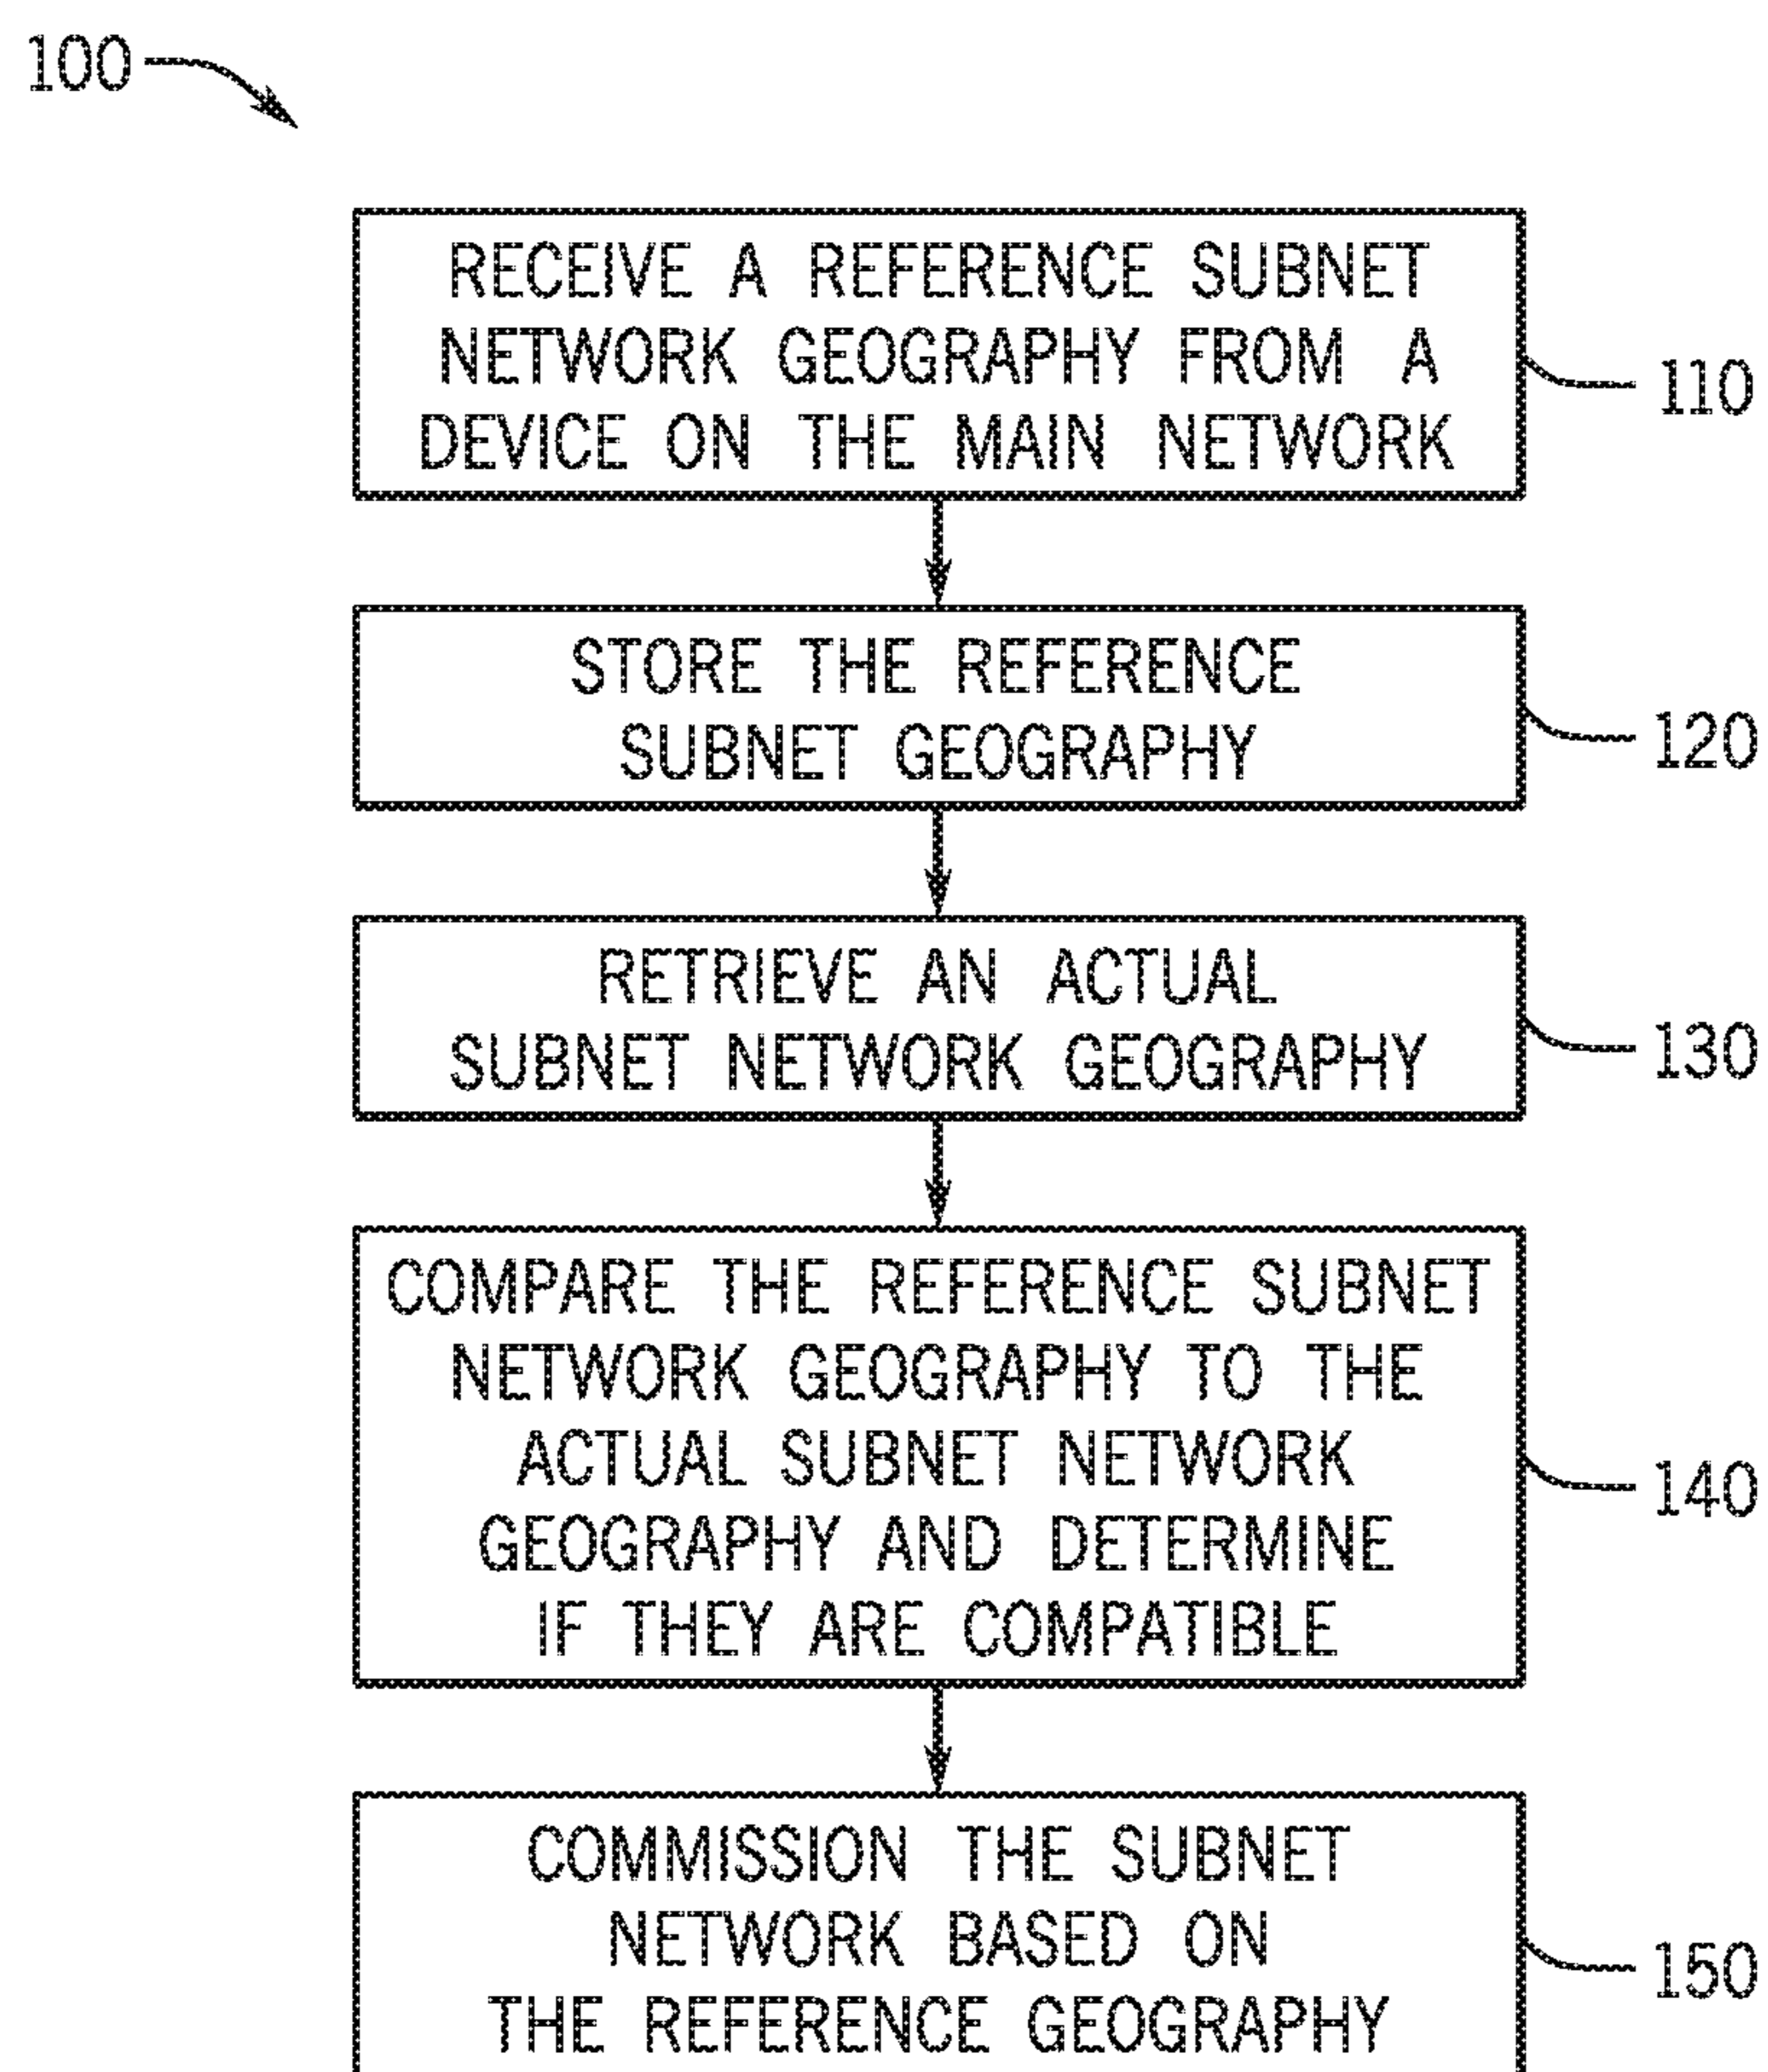 100
RECEIVE A REFERENCE SUBNET
NETWORK GEOGRAPHY FROM A
DEVICE ON THE MAIN NETWORK
110
STORE THE REFERENCE
SUBNET GEOGRAPHY
120
RETRIEVE AN ACTUAL
SUBNET NETWORK GEOGRAPHY
130
COMPARE THE REFERENCE SUBNET
NETWORK GEOGRAPHY TO THE
ACTUAL SUBNET NETWORK
GEOGRAPHY AND DETERMINE
IF THEY ARE COMPATIBLE
140
COMMISSION THE SUBNET
NETWORK BASED ON
THE REFERENCE GEOGRAPHY
150